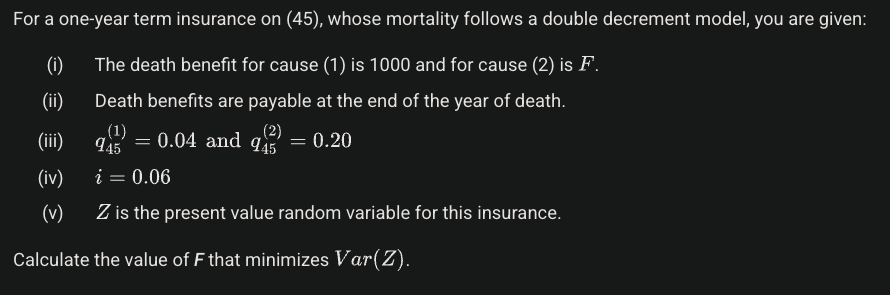 For a one-year term insurance on (45), whose mortality follows a double decrement model, you are given:
(i) The death benefit for cause (1) is 1000 and for cause (2) is F.
(ii) Death benefits are payable at the end of the year of death.
(iii) q_{45}^{(1)} = 0.04 and q_{45}^{(2)} = 0.20
(iv) i = 0.06
(v) Z is the present value random variable for this insurance.
Calculate the value of F that minimizes Var(Z).